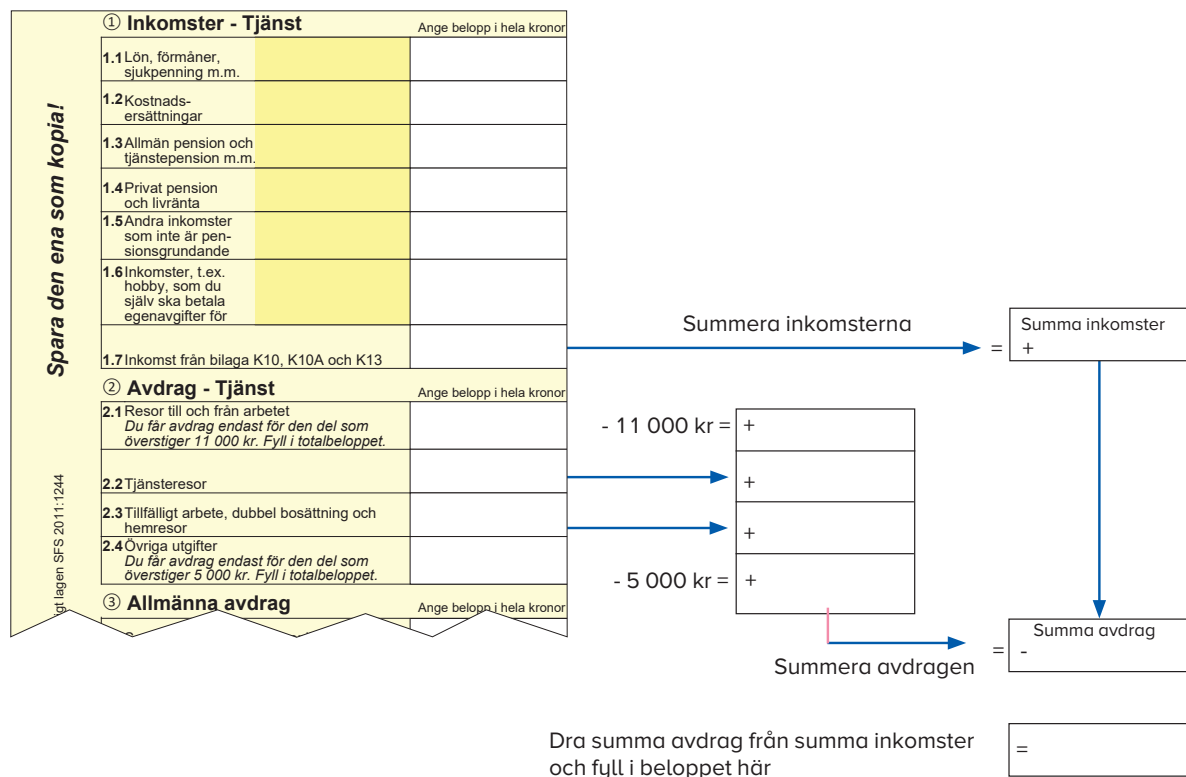 ① Inkomster - Tjänst
Ange belopp i hela kronor
1.1 Lön, förmåner,
sjukpenning m.m.
1.2 Kostnads-
ersättningar
1.3 Allmän pension och
tjänstepension m.m.
1.4 Privat pension
och livränta
1.5 Andra inkomster
som inte är pen-
sionsgrundande
1.6 Inkomster, t.ex.
hobby, som du
själv ska betala
egenavgifter för
1.7 Inkomst från bilaga K10, K10A och K13
Spara den ena som kopia!
Summera inkomsterna
=
Summa inkomster
+
② Avdrag - Tjänst
Ange belopp i hela kronor
2.1 Resor till och från arbetet
Du får avdrag endast för den del som
överstiger 11 000 kr. Fyll i totalbeloppet.
- 11 000 kr = +
2.2 Tjänsteresor
+
2.3 Tillfälligt arbete, dubbel bosättning och
hemresor
+
2.4 Övriga utgifter
Du får avdrag endast för den del som
överstiger 5 000 kr. Fyll i totalbeloppet.
- 5 000 kr = +
lagen SFS 2011:1244
③ Allmänna avdrag
Ange belopp i hela kronor
Summera avdragen
=
Summa avdrag
-
Dra summa avdrag från summa inkomster
och fyll i beloppet här
=